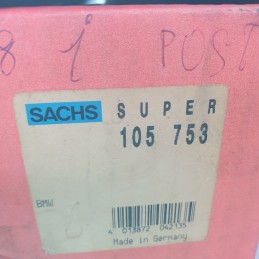 8 i POST
SACHS SUPER
105 753
BMW
4 013872 042135
Made in Germany